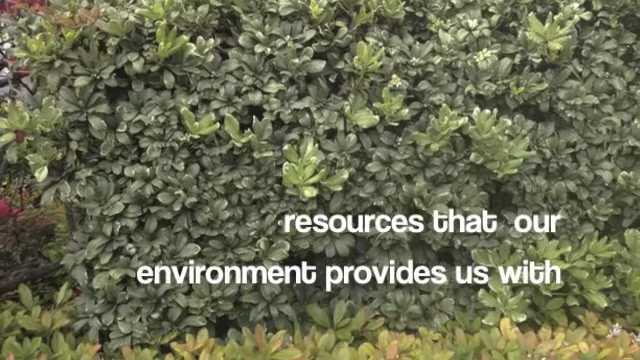 resources that our
environment provides us with